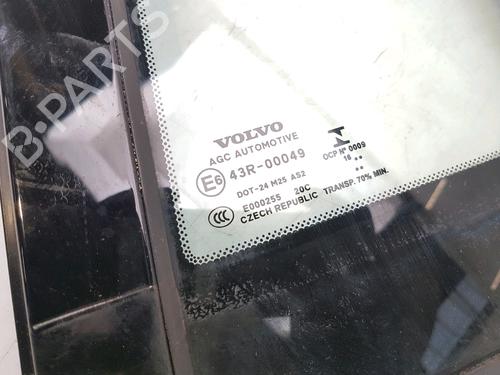 B-PARTS
VOLVO
AGC AUTOMOTIVE
E6 43R-00049
DOT-24 M25 AS2
CCC E000255 20C
CZECH REPUBLIC TRANSP. 70% MIN.
OCP Nº 0009
16 ..
..